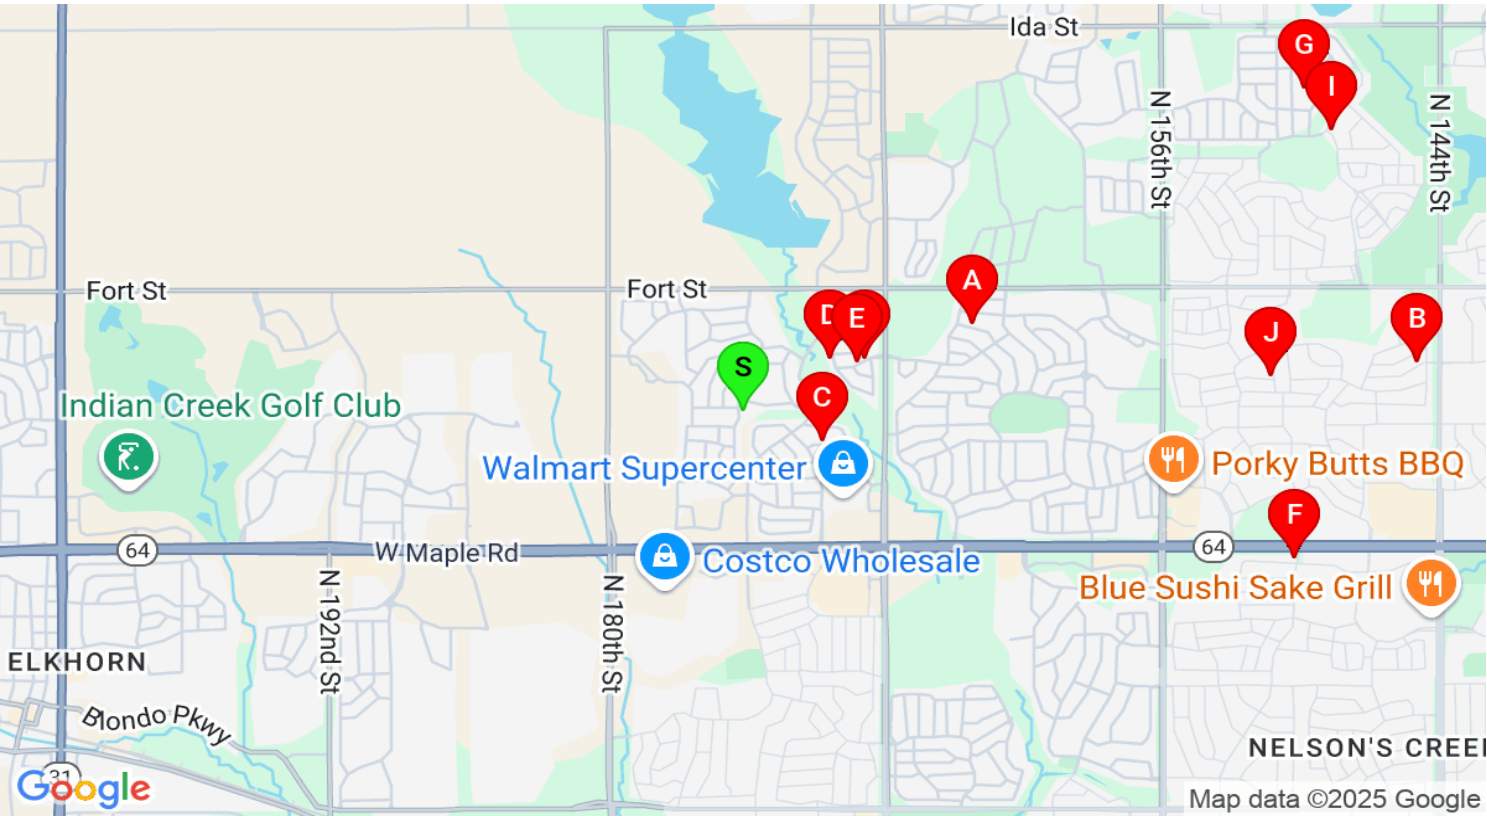 Ida St
G
I
N 156th St
N 144th St
Fort St
Fort St
A
D
E
B
J
S
C
Indian Creek Golf Club
Walmart Supercenter
Porky Butts BBQ
F
64
W Maple Rd
64
Costco Wholesale
Blue Sushi Sake Grill
N 192nd St
N 180th St
ELKHORN
Blondo Pkwy
NELSON'S CREE
31
Google
Map data ©2025 Google